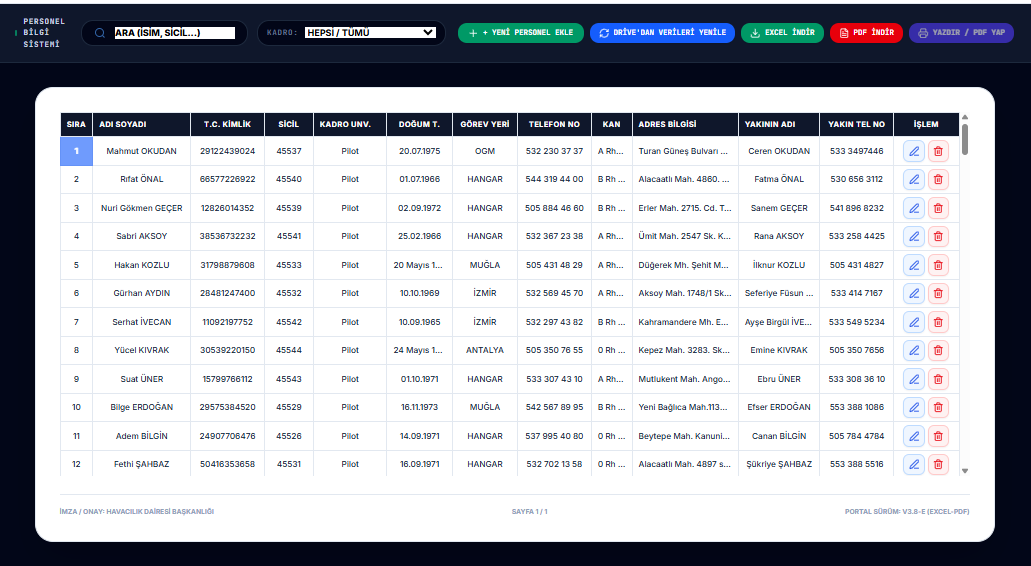 PERSONEL
BİLGİ
SİSTEMİ
ARA (İSİM, SİCİL...)
KADRO: HEPSİ / TÜMÜ
+ YENİ PERSONEL EKLE
DRİVE'DAN VERİLERİ YENİLE
EXCEL İNDİR
PDF İNDİR
YAZDIR / PDF YAP
SIRA ADI SOYADI T.C. KİMLİK SİCİL KADRO UNV. DOĞUM T. GÖREV YERİ TELEFON NO KAN ADRES BİLGİSİ YAKININ ADI YAKIN TEL NO İŞLEM
1 Mahmut OKUDAN 29122439024 45537 Pilot 20.07.1975 OGM 532 230 37 37 A Rh... Turan Güneş Bulvarı ... Ceren OKUDAN 533 3497446
2 Rıfat ÖNAL 66577226922 45540 Pilot 01.07.1966 HANGAR 544 319 44 00 B Rh ... Alacaatlı Mah. 4860. ... Fatma ÖNAL 530 656 3112
3 Nuri Gökmen GEÇER 12826014352 45539 Pilot 02.09.1972 HANGAR 505 884 46 60 B Rh ... Erler Mah. 2715. Cd. T... Sanem GEÇER 541 896 8232
4 Sabri AKSOY 38536732232 45541 Pilot 25.02.1966 HANGAR 532 367 23 38 A Rh... Ümit Mah. 2547 Sk. K... Rana AKSOY 533 258 4425
5 Hakan KOZLU 31798879608 45533 Pilot 20 Mayıs 1... MUĞLA 505 431 48 29 A Rh... Düğerek Mh. Şehit M... İlknur KOZLU 505 431 4827
6 Gürhan AYDIN 28481247400 45532 Pilot 10.10.1969 İZMİR 532 569 45 70 A Rh... Aksoy Mah. 1748/1 Sk... Seferiye Füsun ... 533 414 7167
7 Serhat İVECAN 11092197752 45542 Pilot 10.09.1965 İZMİR 532 297 43 82 B Rh ... Kahramandere Mh. E... Ayşe Birgül İVE... 533 549 5234
8 Yücel KIVRAK 30539220150 45544 Pilot 24 Mayıs 1... ANTALYA 505 350 76 55 0 Rh ... Kepez Mah. 3283. Sk... Emine KIVRAK 505 350 7656
9 Suat ÜNER 15799766112 45543 Pilot 01.10.1971 HANGAR 533 307 43 10 A Rh... Mutlukent Mah. Ango... Ebru ÜNER 533 308 36 10
10 Bilge ERDOĞAN 29575384520 45529 Pilot 16.11.1973 MUĞLA 542 567 89 95 B Rh ... Yeni Bağlıca Mah.113... Efser ERDOĞAN 553 388 1086
11 Adem BİLGİN 24907706476 45526 Pilot 14.09.1971 HANGAR 537 995 40 80 0 Rh ... Beytepe Mah. Kanuni... Canan BİLGİN 505 784 4784
12 Fethi ŞAHBAZ 50416353658 45531 Pilot 16.09.1971 HANGAR 532 702 13 58 0 Rh ... Alacaatlı Mah. 4897 s... Şükriye ŞAHBAZ 553 388 5516
İMZA / ONAY: HAVACILIK DAİRESİ BAŞKANLIĞI
SAYFA 1 / 1
PORTAL SÜRÜM: V3.8-E (EXCEL-PDF)